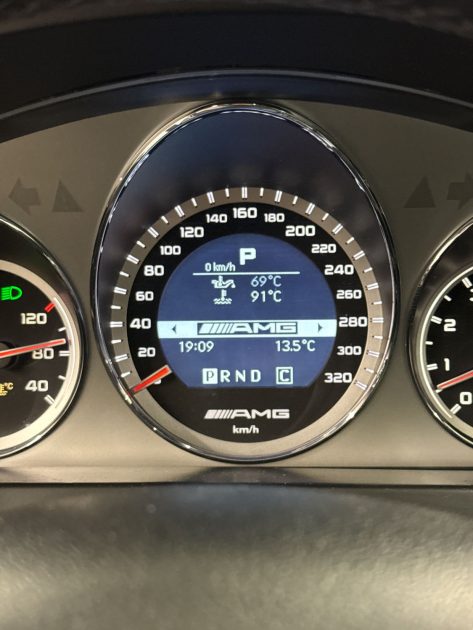 140 160 180
120 200
100 220
80 240
60 260
40 280
20 300
320
P
0 km/h
69°C
91°C
AMG
19:09 13.5°C
P R N D C
AMG
km/h
120
80
40
°C
2
1
0